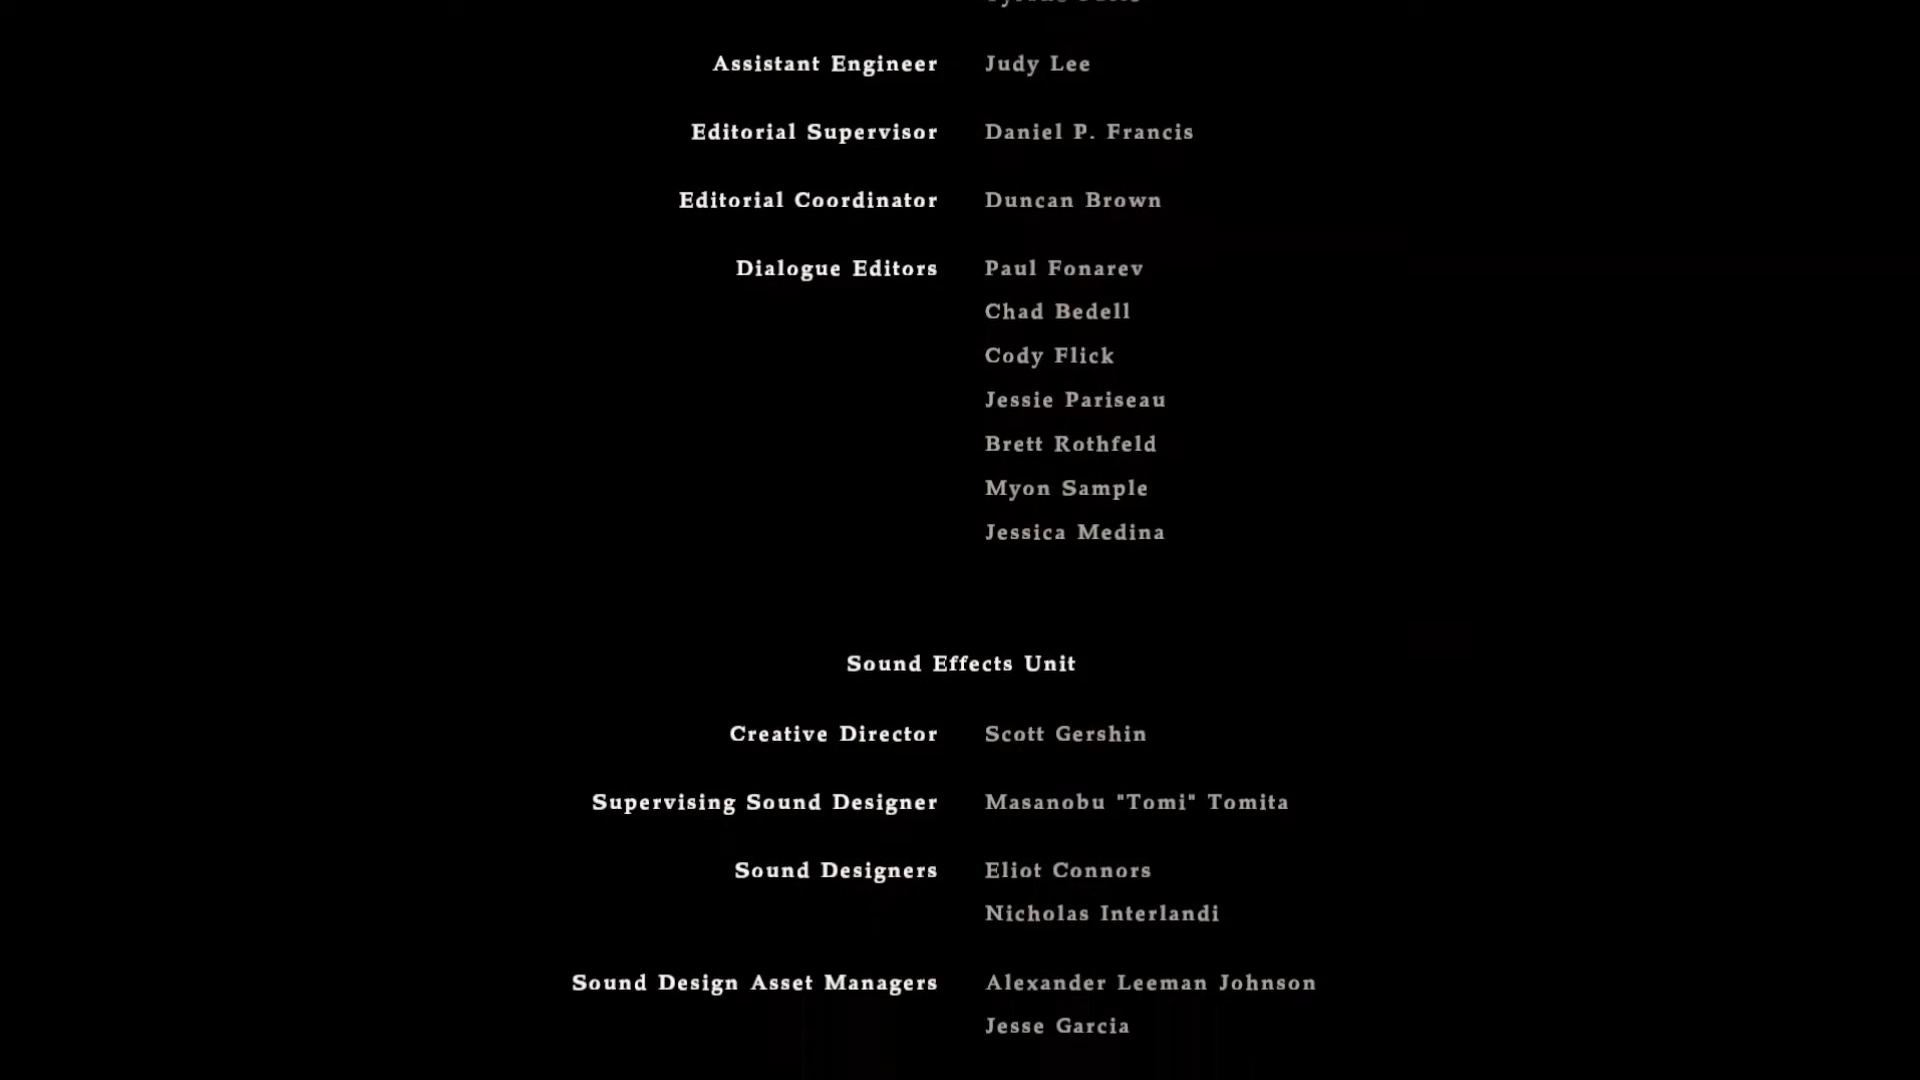 Assistant Engineer Judy Lee
Editorial Supervisor Daniel P. Francis
Editorial Coordinator Duncan Brown
Dialogue Editors Paul Fonarev
Chad Bedell
Cody Flick
Jessie Pariseau
Brett Rothfeld
Myon Sample
Jessica Medina
Sound Effects Unit
Creative Director Scott Gershin
Supervising Sound Designer Masanobu "Tomi" Tomita
Sound Designers Eliot Connors
Nicholas Interlandi
Sound Design Asset Managers Alexander Leeman Johnson
Jesse Garcia